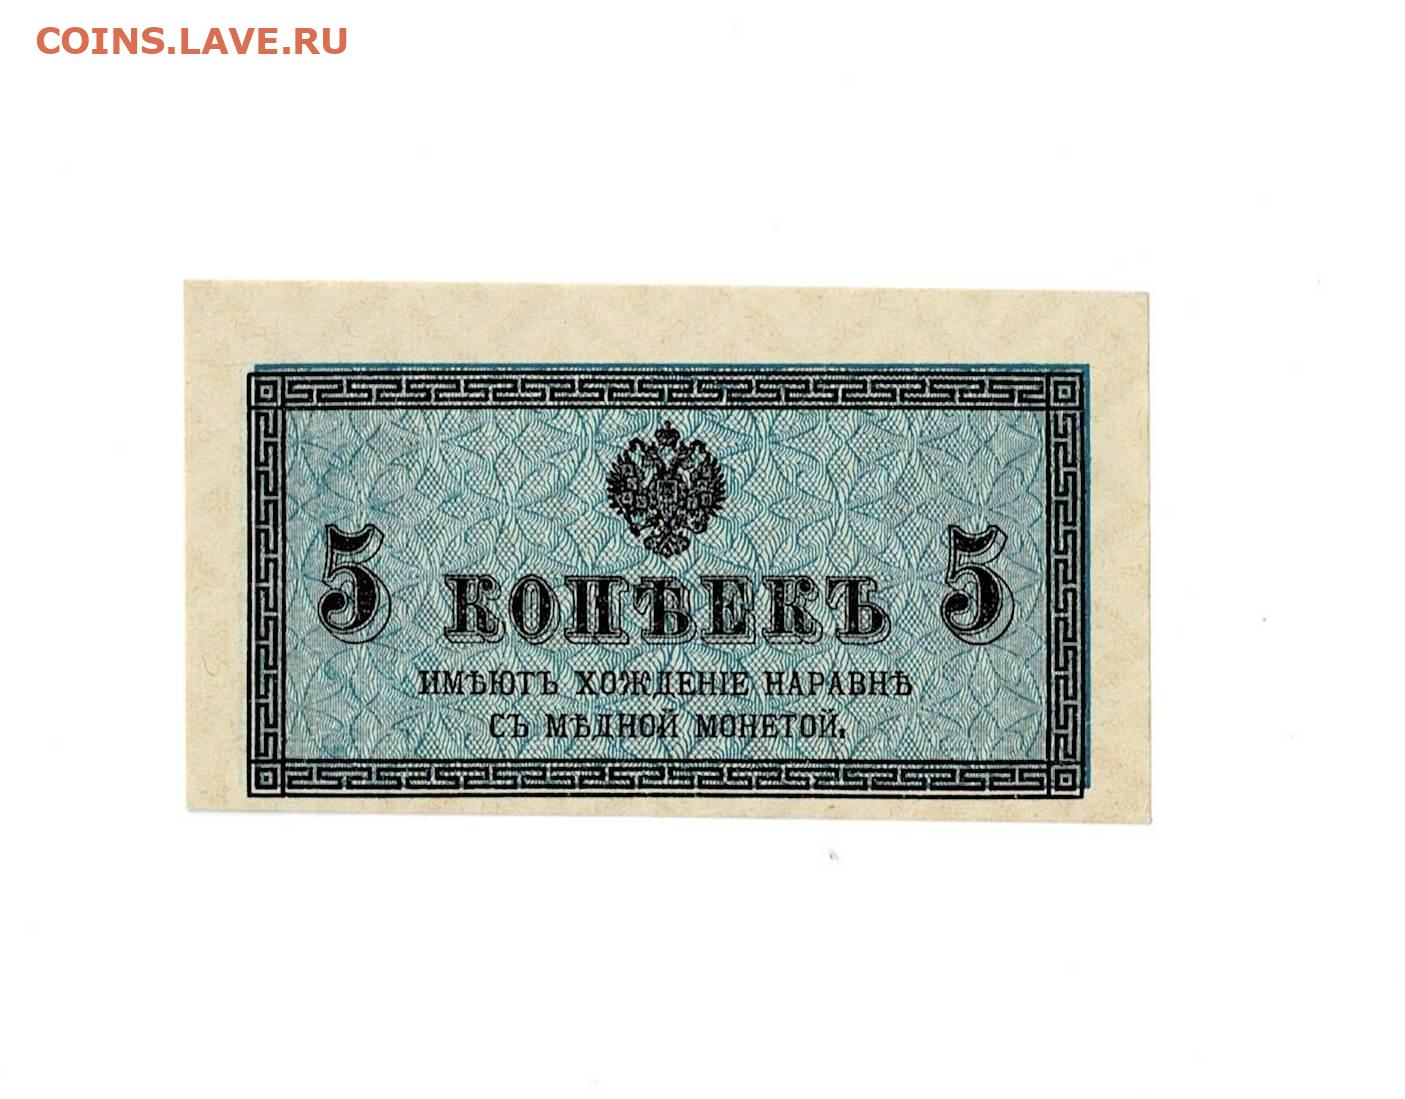 COINS.LAVE.RU
5 КОПѢЕКЪ 5
ИМѢЮТЪ ХОЖДЕНІЕ НАРАВНѢ
СЪ МѢДНОЙ МОНЕТОЙ.